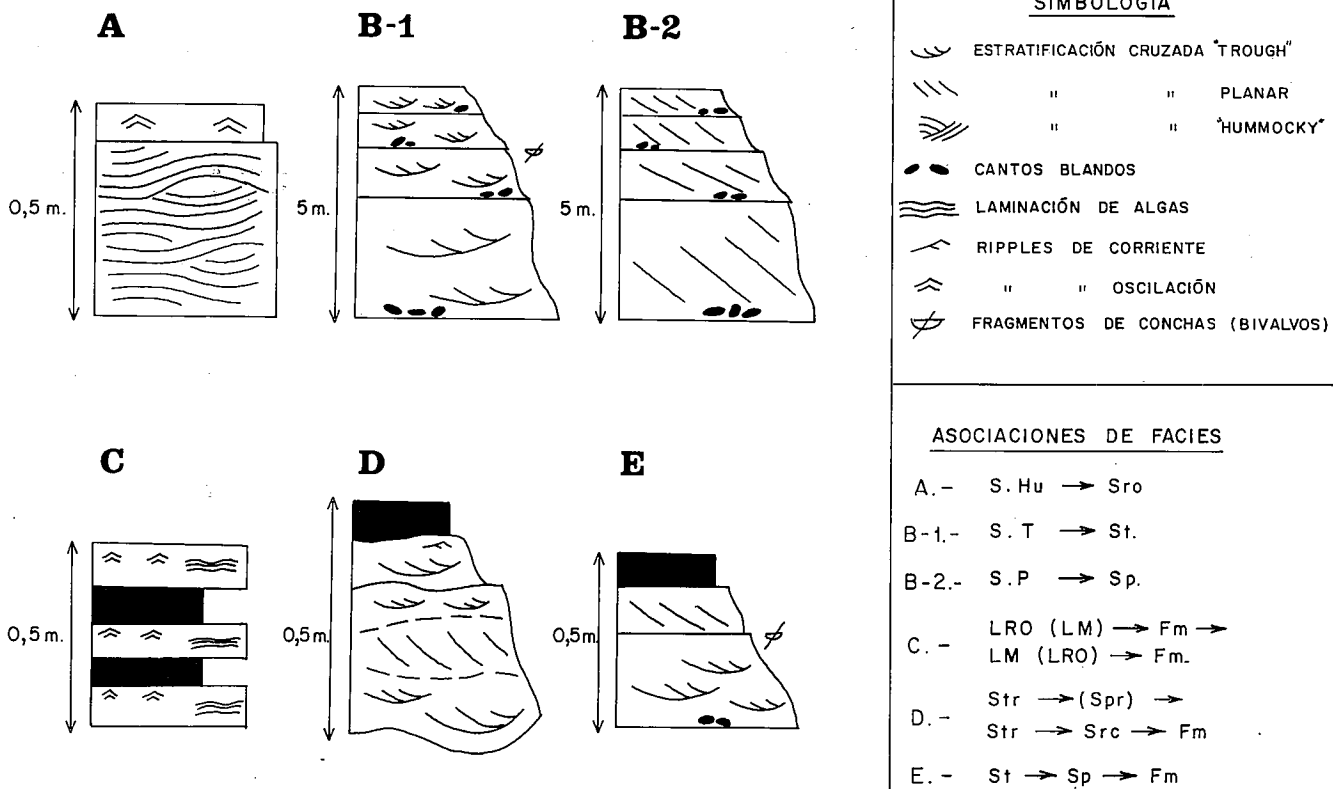 A
B-1
B-2
0,5 m.
5 m.
5 m.
C
D
E
0,5 m.
0,5m.
0,5m
SIMBOLOGIA
ESTRATIFICACIÓN CRUZADA "TROUGH"
" " PLANAR
" " "HUMMOCKY"
CANTOS BLANDOS
LAMINACIÓN DE ALGAS
RIPPLES DE CORRIENTE
" " OSCILACIÓN
FRAGMENTOS DE CONCHAS (BIVALVOS)
ASOCIACIONES DE FACIES
A.- S.Hu → Sro
B-1.- S.T → St.
B-2.- S.P → Sp.
C.- LRO (LM) → Fm →
LM (LRO) → Fm.
D.- Str → (Spr) →
Str → Src → Fm
E.- St → Sp → Fm